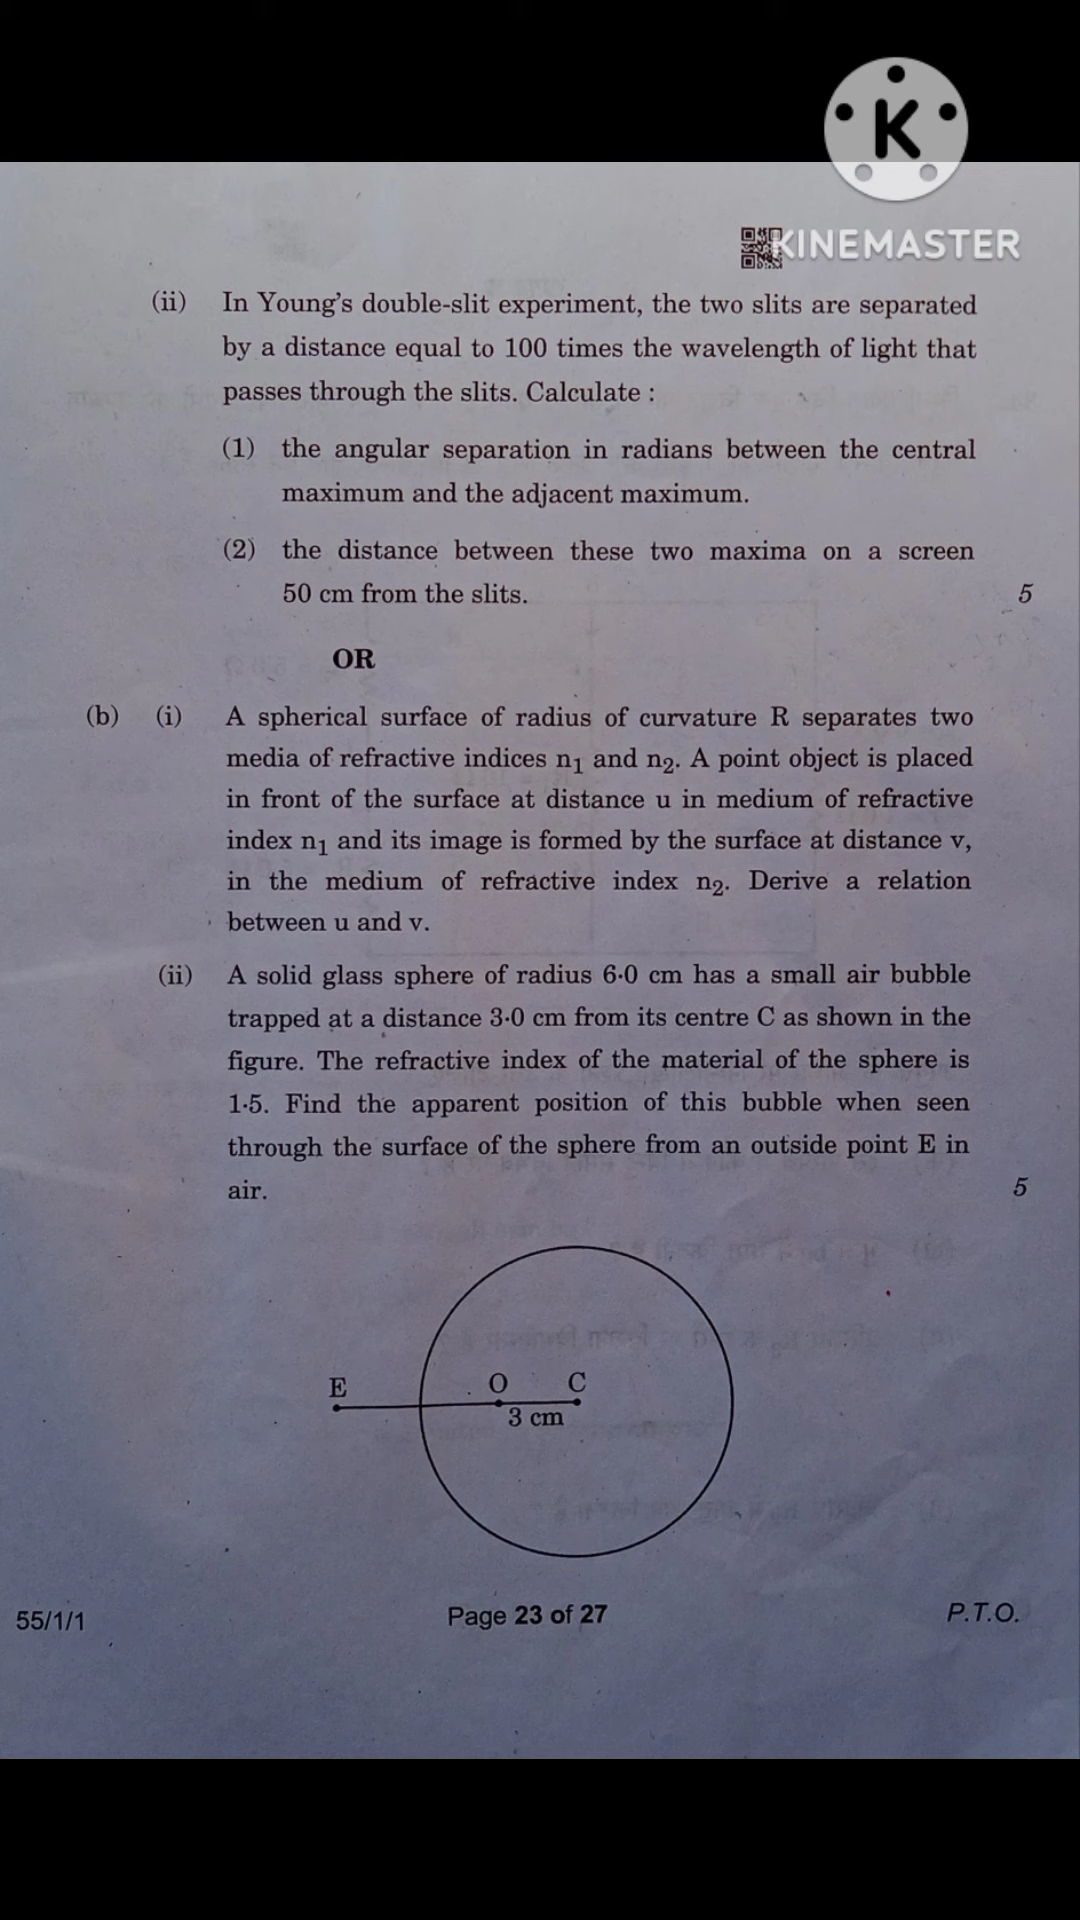 K
KINEMASTER
(ii) In Young's double-slit experiment, the two slits are separated
by a distance equal to 100 times the wavelength of light that
passes through the slits. Calculate :
(1) the angular separation in radians between the central
maximum and the adjacent maximum.
(2) the distance between these two maxima on a screen
50 cm from the slits. 5
OR
(b) (i) A spherical surface of radius of curvature R separates two
media of refractive indices n₁ and n₂. A point object is placed
in front of the surface at distance u in medium of refractive
index n₁ and its image is formed by the surface at distance v,
in the medium of refractive index n₂. Derive a relation
between u and v.
(ii) A solid glass sphere of radius 6·0 cm has a small air bubble
trapped at a distance 3·0 cm from its centre C as shown in the
figure. The refractive index of the material of the sphere is
1·5. Find the apparent position of this bubble when seen
through the surface of the sphere from an outside point E in
air. 5
E O C
3 cm
55/1/1 Page 23 of 27 P.T.O.